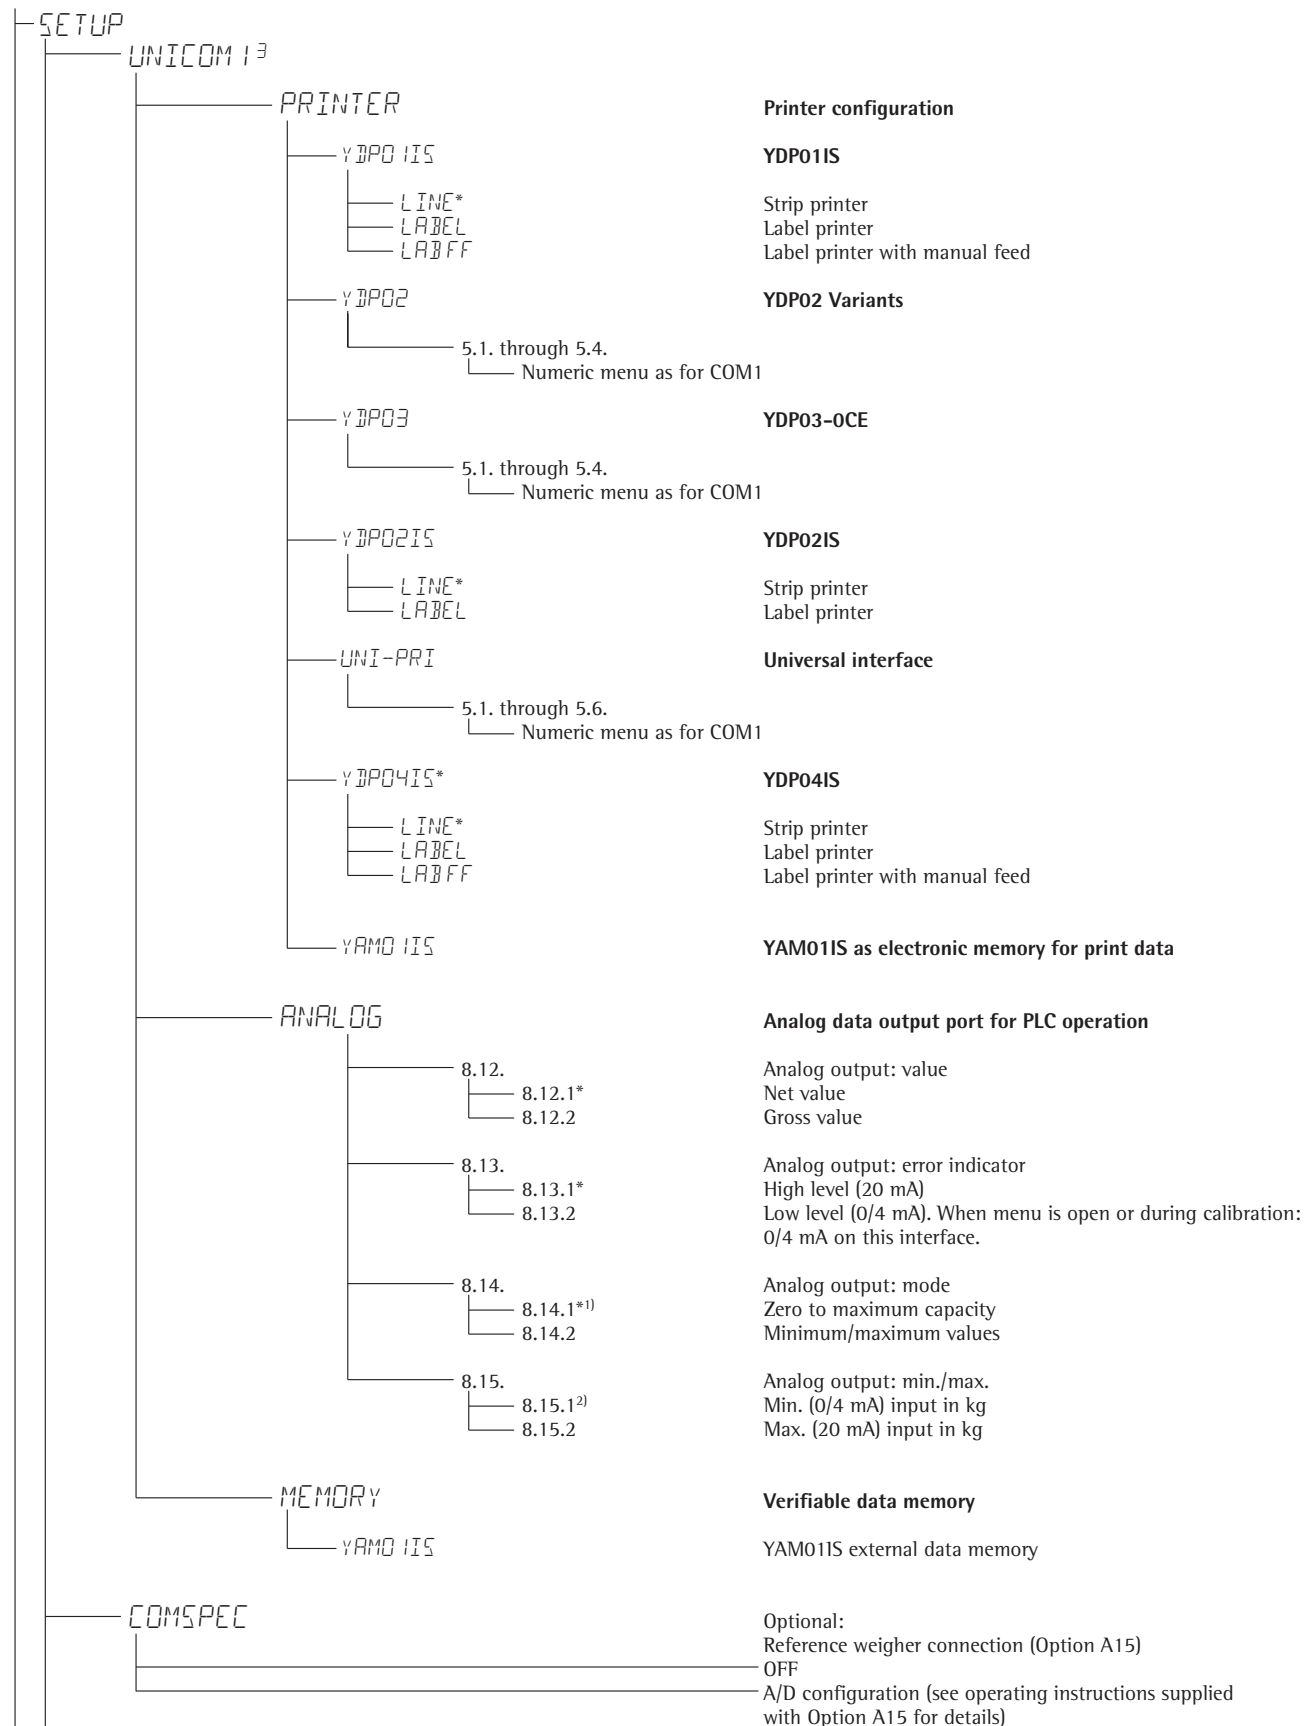 SETUP
UNICOM 1 3
PRINTER Printer configuration
YDP01IS YDP01IS
LINE* Strip printer
LABEL Label printer
LABFF Label printer with manual feed
YDP02 YDP02 Variants
5.1. through 5.4.
Numeric menu as for COM1
YDP03 YDP03-0CE
5.1. through 5.4.
Numeric menu as for COM1
YDP02IS YDP02IS
LINE* Strip printer
LABEL Label printer
UNI-PRI Universal interface
5.1. through 5.6.
Numeric menu as for COM1
YDP04IS* YDP04IS
LINE* Strip printer
LABEL Label printer
LABFF Label printer with manual feed
YAM01IS YAM01IS as electronic memory for print data
ANALOG Analog data output port for PLC operation
8.12. Analog output: value
8.12.1* Net value
8.12.2 Gross value
8.13. Analog output: error indicator
8.13.1* High level (20 mA)
8.13.2 Low level (0/4 mA). When menu is open or during calibration:
0/4 mA on this interface.
8.14. Analog output: mode
8.14.1*1) Zero to maximum capacity
8.14.2 Minimum/maximum values
8.15. Analog output: min./max.
8.15.12) Min. (0/4 mA) input in kg
8.15.2 Max. (20 mA) input in kg
MEMORY Verifiable data memory
YAM01IS YAM01IS external data memory
COMSPEC Optional:
Reference weigher connection (Option A15)
OFF
A/D configuration (see operating instructions supplied
with Option A15 for details)